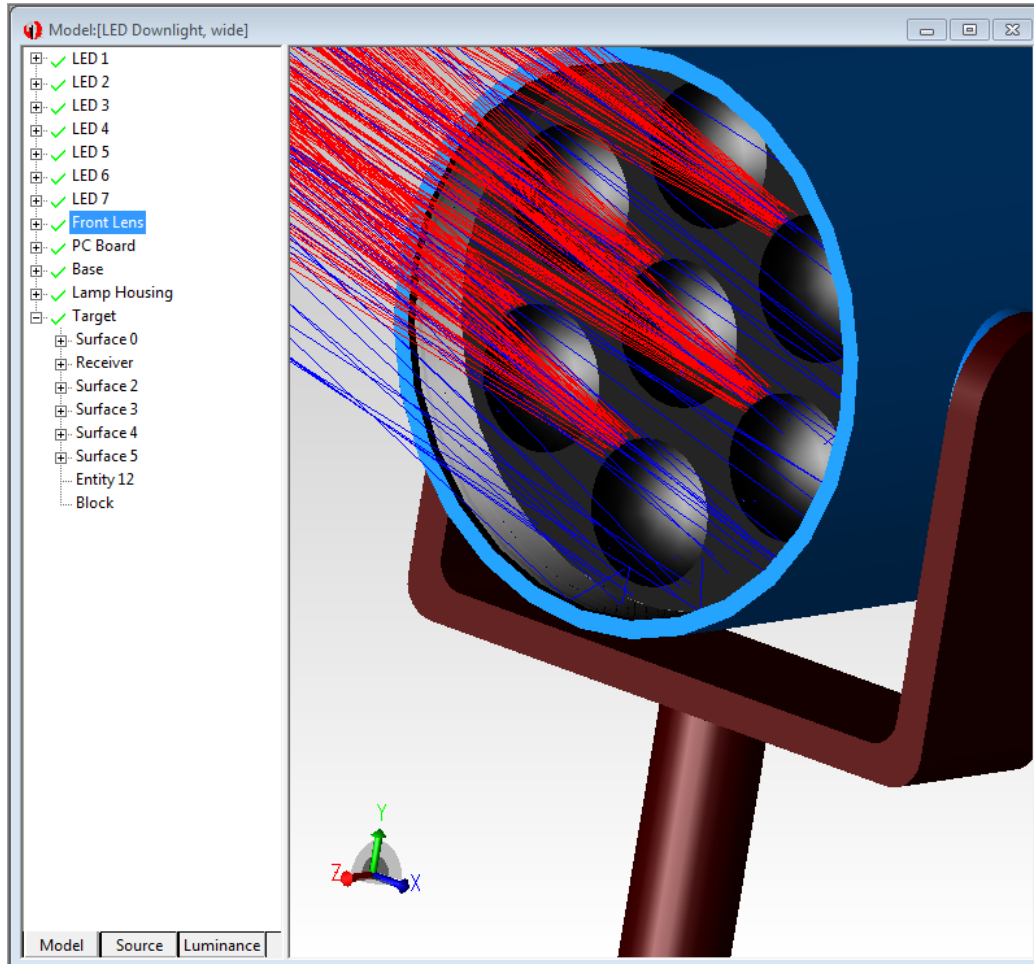 Model:[LED Downlight, wide]
LED 1
LED 2
LED 3
LED 4
LED 5
LED 6
LED 7
Front Lens
PC Board
Base
Lamp Housing
Target
Surface 0
Receiver
Surface 2
Surface 3
Surface 4
Surface 5
Entity 12
Block
Y
Z
X
Model Source Luminance